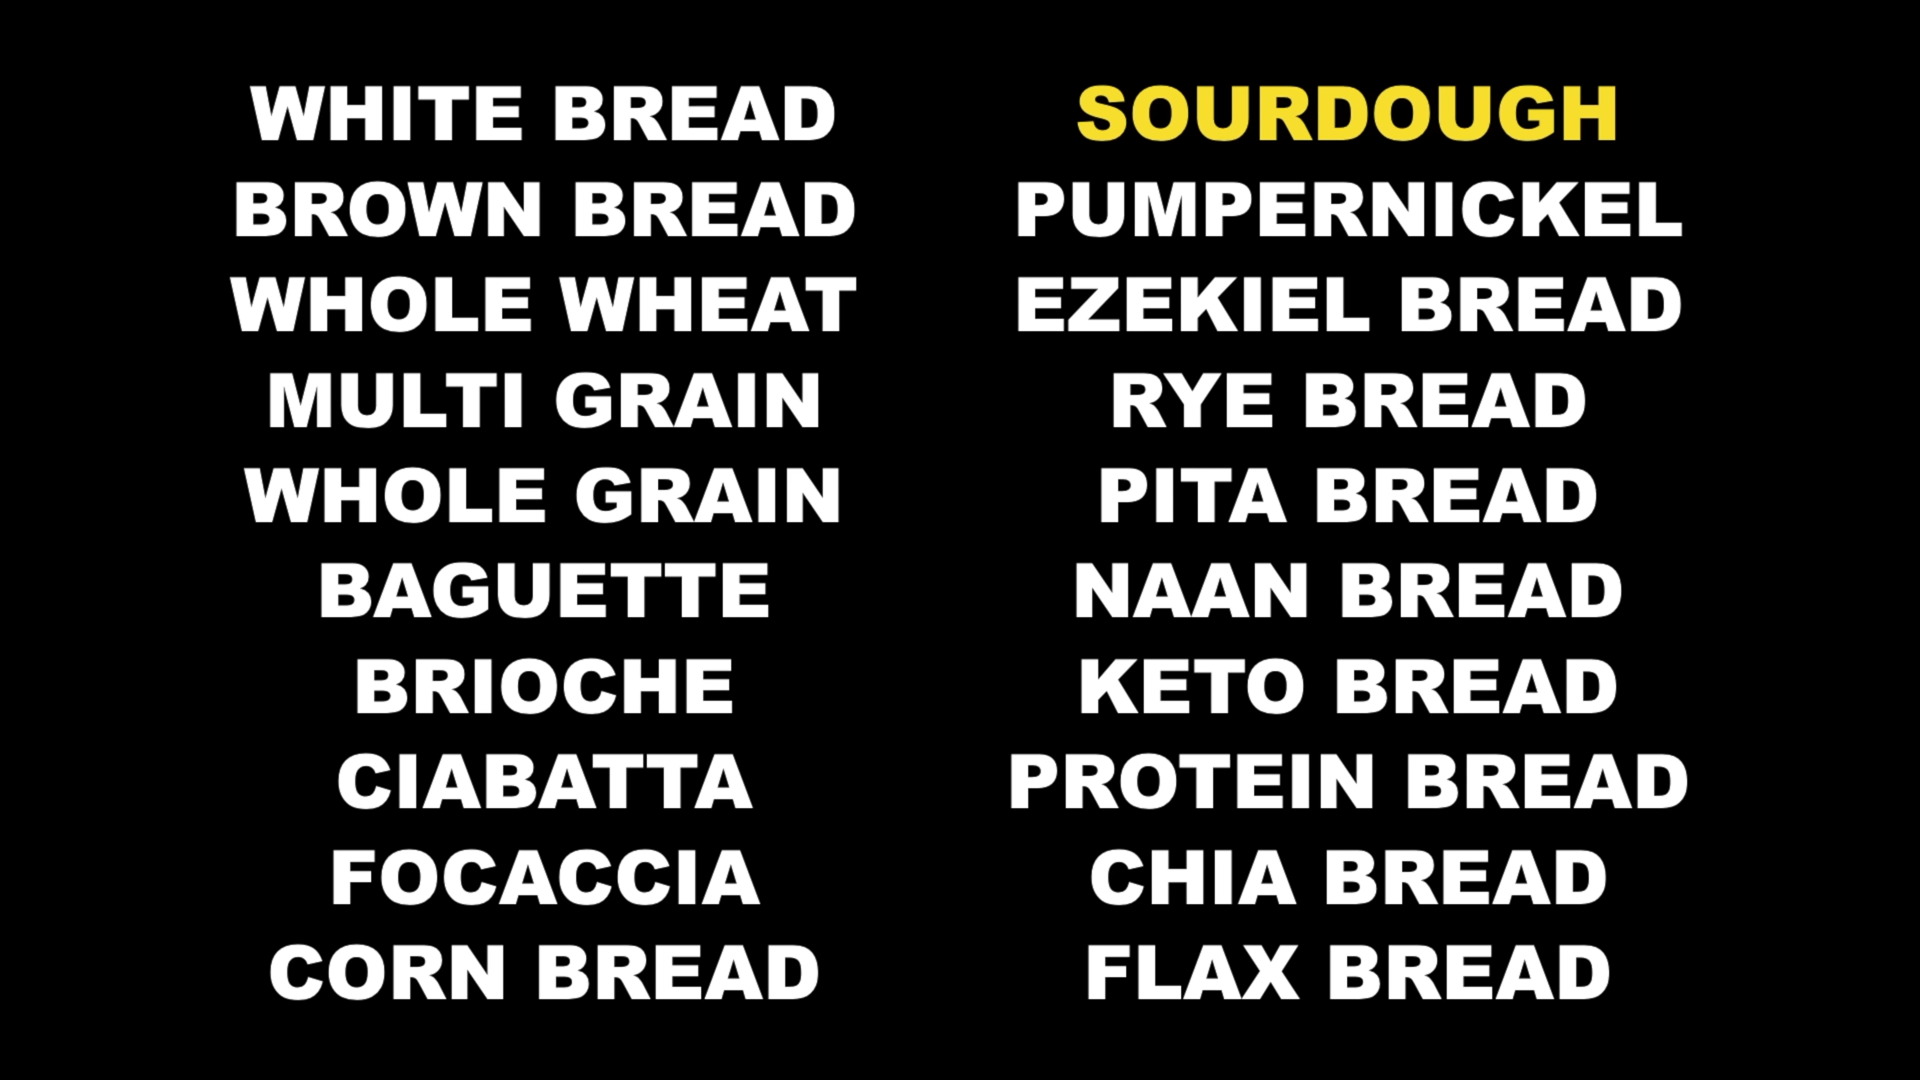 WHITE BREAD
BROWN BREAD
WHOLE WHEAT
MULTI GRAIN
WHOLE GRAIN
BAGUETTE
BRIOCHE
CIABATTA
FOCACCIA
CORN BREAD
SOURDOUGH
PUMPERNICKEL
EZEKIEL BREAD
RYE BREAD
PITA BREAD
NAAN BREAD
KETO BREAD
PROTEIN BREAD
CHIA BREAD
FLAX BREAD